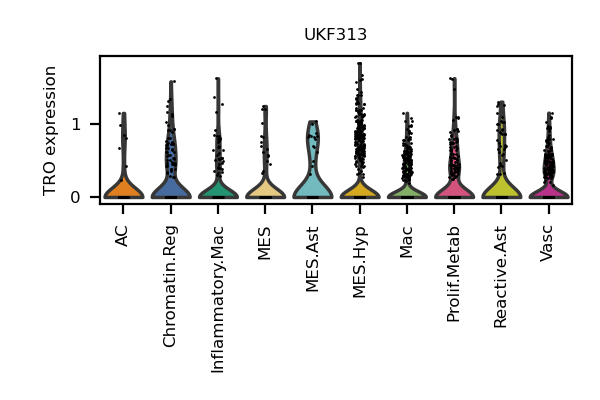 UKF313
TRO expression
1
0
AC
Chromatin.Reg
Inflammatory.Mac
MES
MES.Ast
MES.Hyp
Mac
Prolif.Metab
Reactive.Ast
Vasc